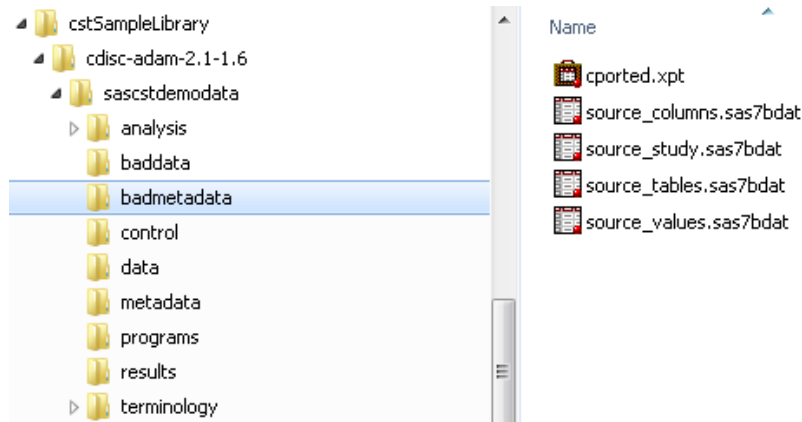 cstSampleLibrary
cdisc-adam-2.1-1.6
sascstdemodata
analysis
baddata
badmetadata
control
data
metadata
programs
results
terminology
Name
cported.xpt
source_columns.sas7bdat
source_study.sas7bdat
source_tables.sas7bdat
source_values.sas7bdat